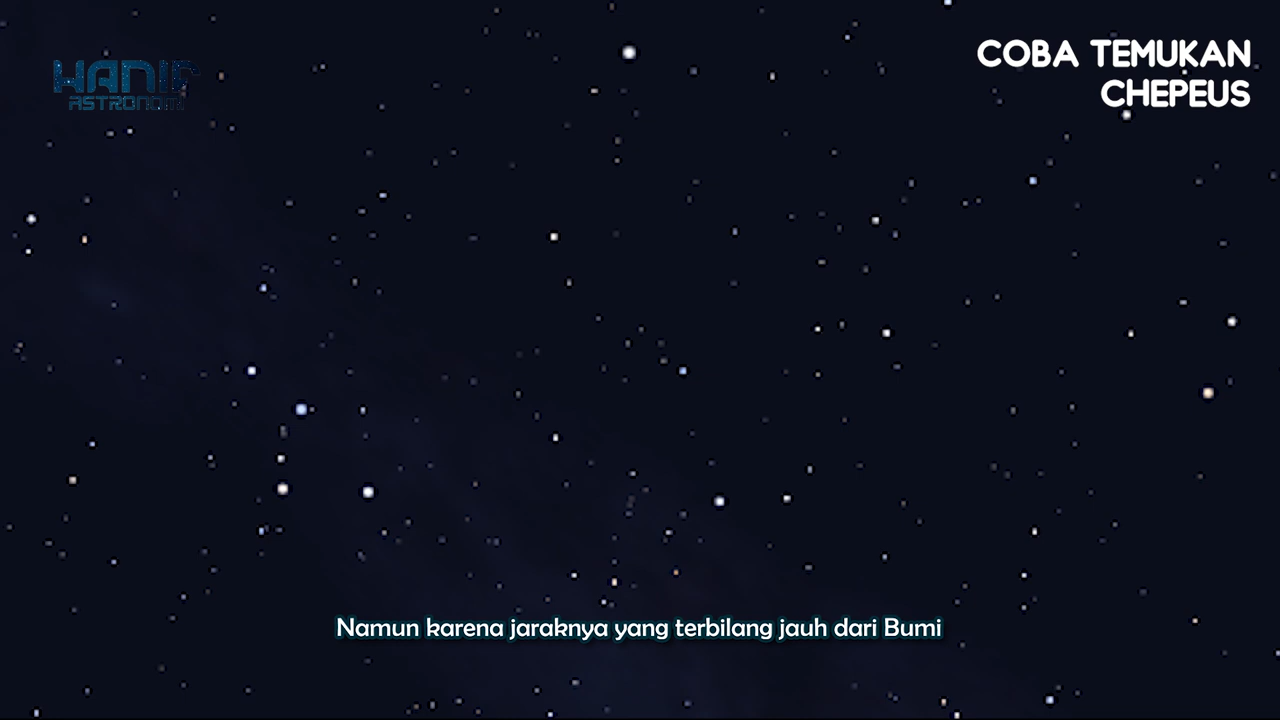 HANIF
ASTRONOMI
COBA TEMUKAN
CHEPEUS
Namun karena jaraknya yang terbilang jauh dari Bumi